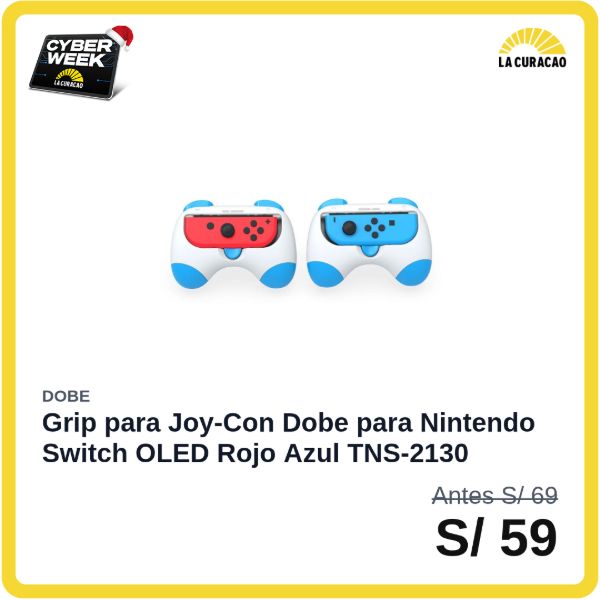 CYBER
WEEK
LA CURACAO
LA CURACAO
DOBE
Grip para Joy-Con Dobe para Nintendo
Switch OLED Rojo Azul TNS-2130
Antes S/ 69
S/ 59